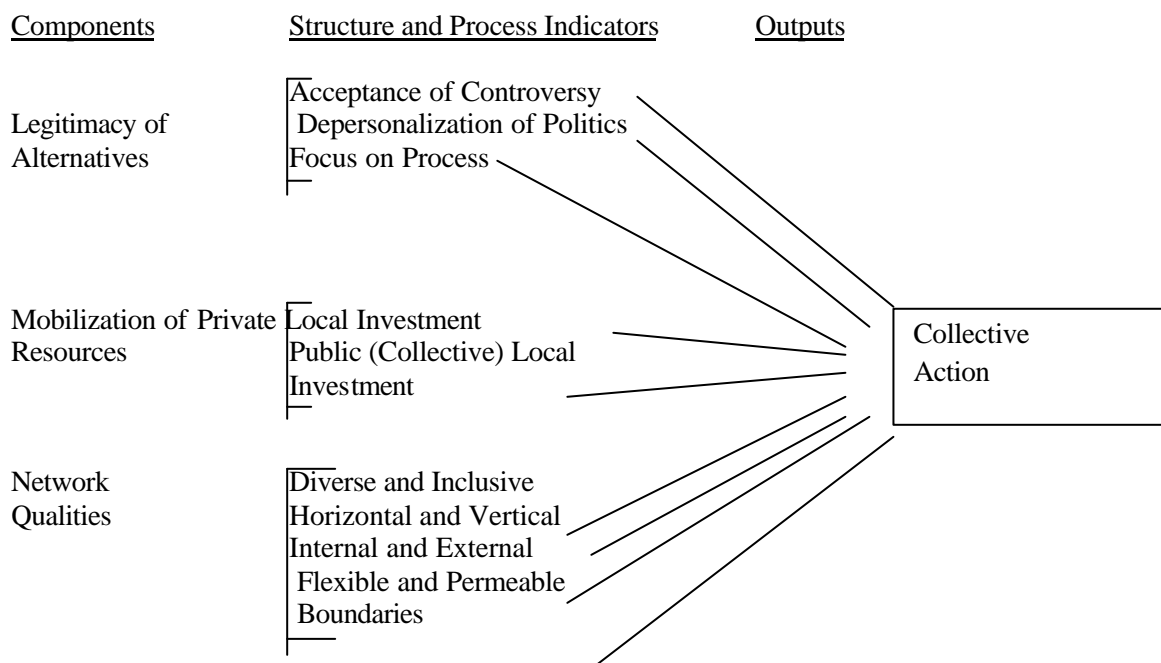 Components Structure and Process Indicators Outputs
Acceptance of Controversy
Legitimacy of Depersonalization of Politics
Alternatives Focus on Process
Mobilization of Private Local Investment
Resources Public (Collective) Local
Investment
Collective
Action
Network Diverse and Inclusive
Qualities Horizontal and Vertical
Internal and External
Flexible and Permeable
Boundaries